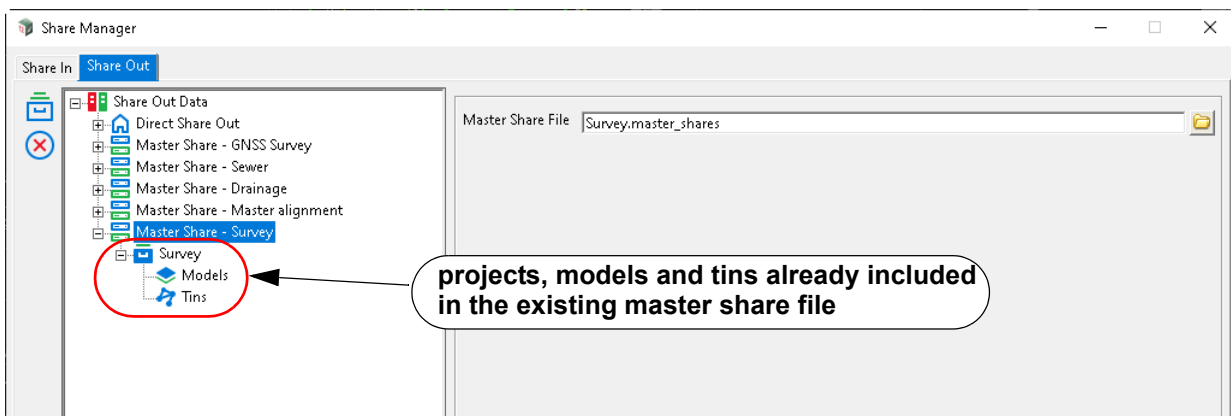 Share Manager
Share In Share Out
Share Out Data
Direct Share Out
Master Share - GNSS Survey
Master Share - Sewer
Master Share - Drainage
Master Share - Master alignment
Master Share - Survey
Survey
Models
Tins
Master Share File Survey.master_shares
projects, models and tins already included
in the existing master share file